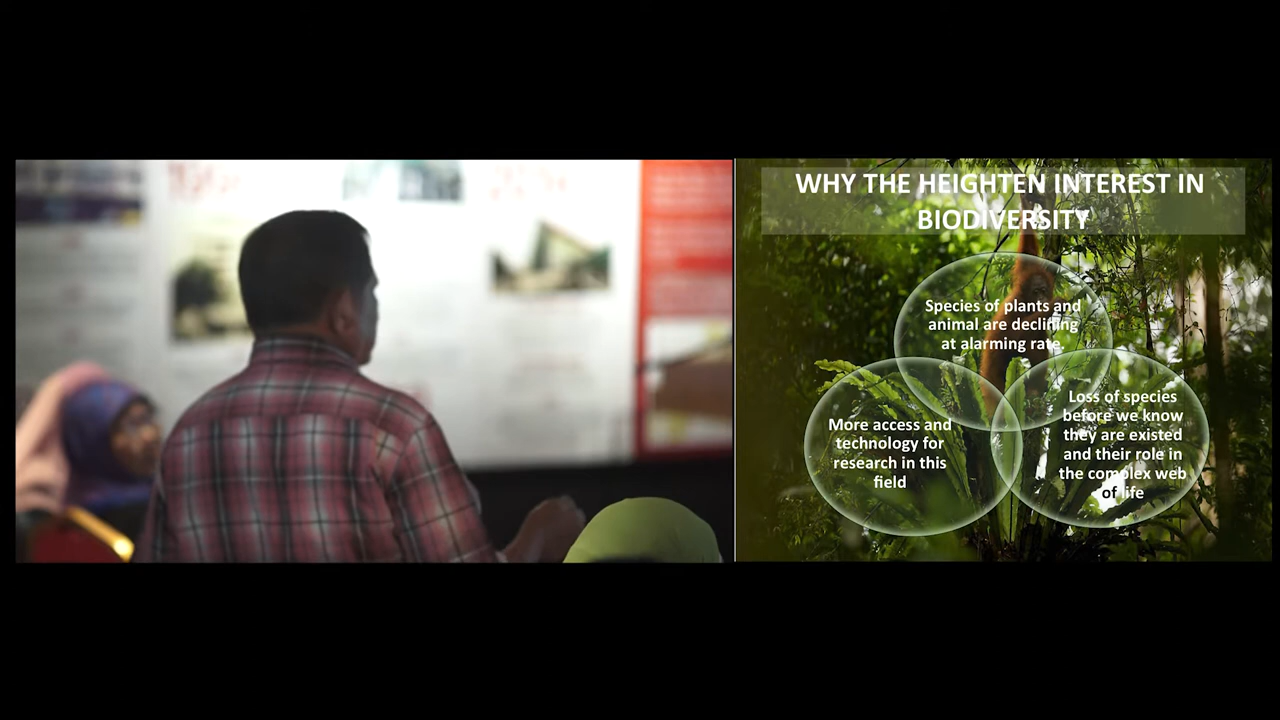 WHY THE HEIGHTEN INTEREST IN
BIODIVERSITY
Species of plants and
animal are declining
at alarming rate.
More access and
technology for
research in this
field
Loss of species
before we know
they are existed
and their role in
the complex web
of life